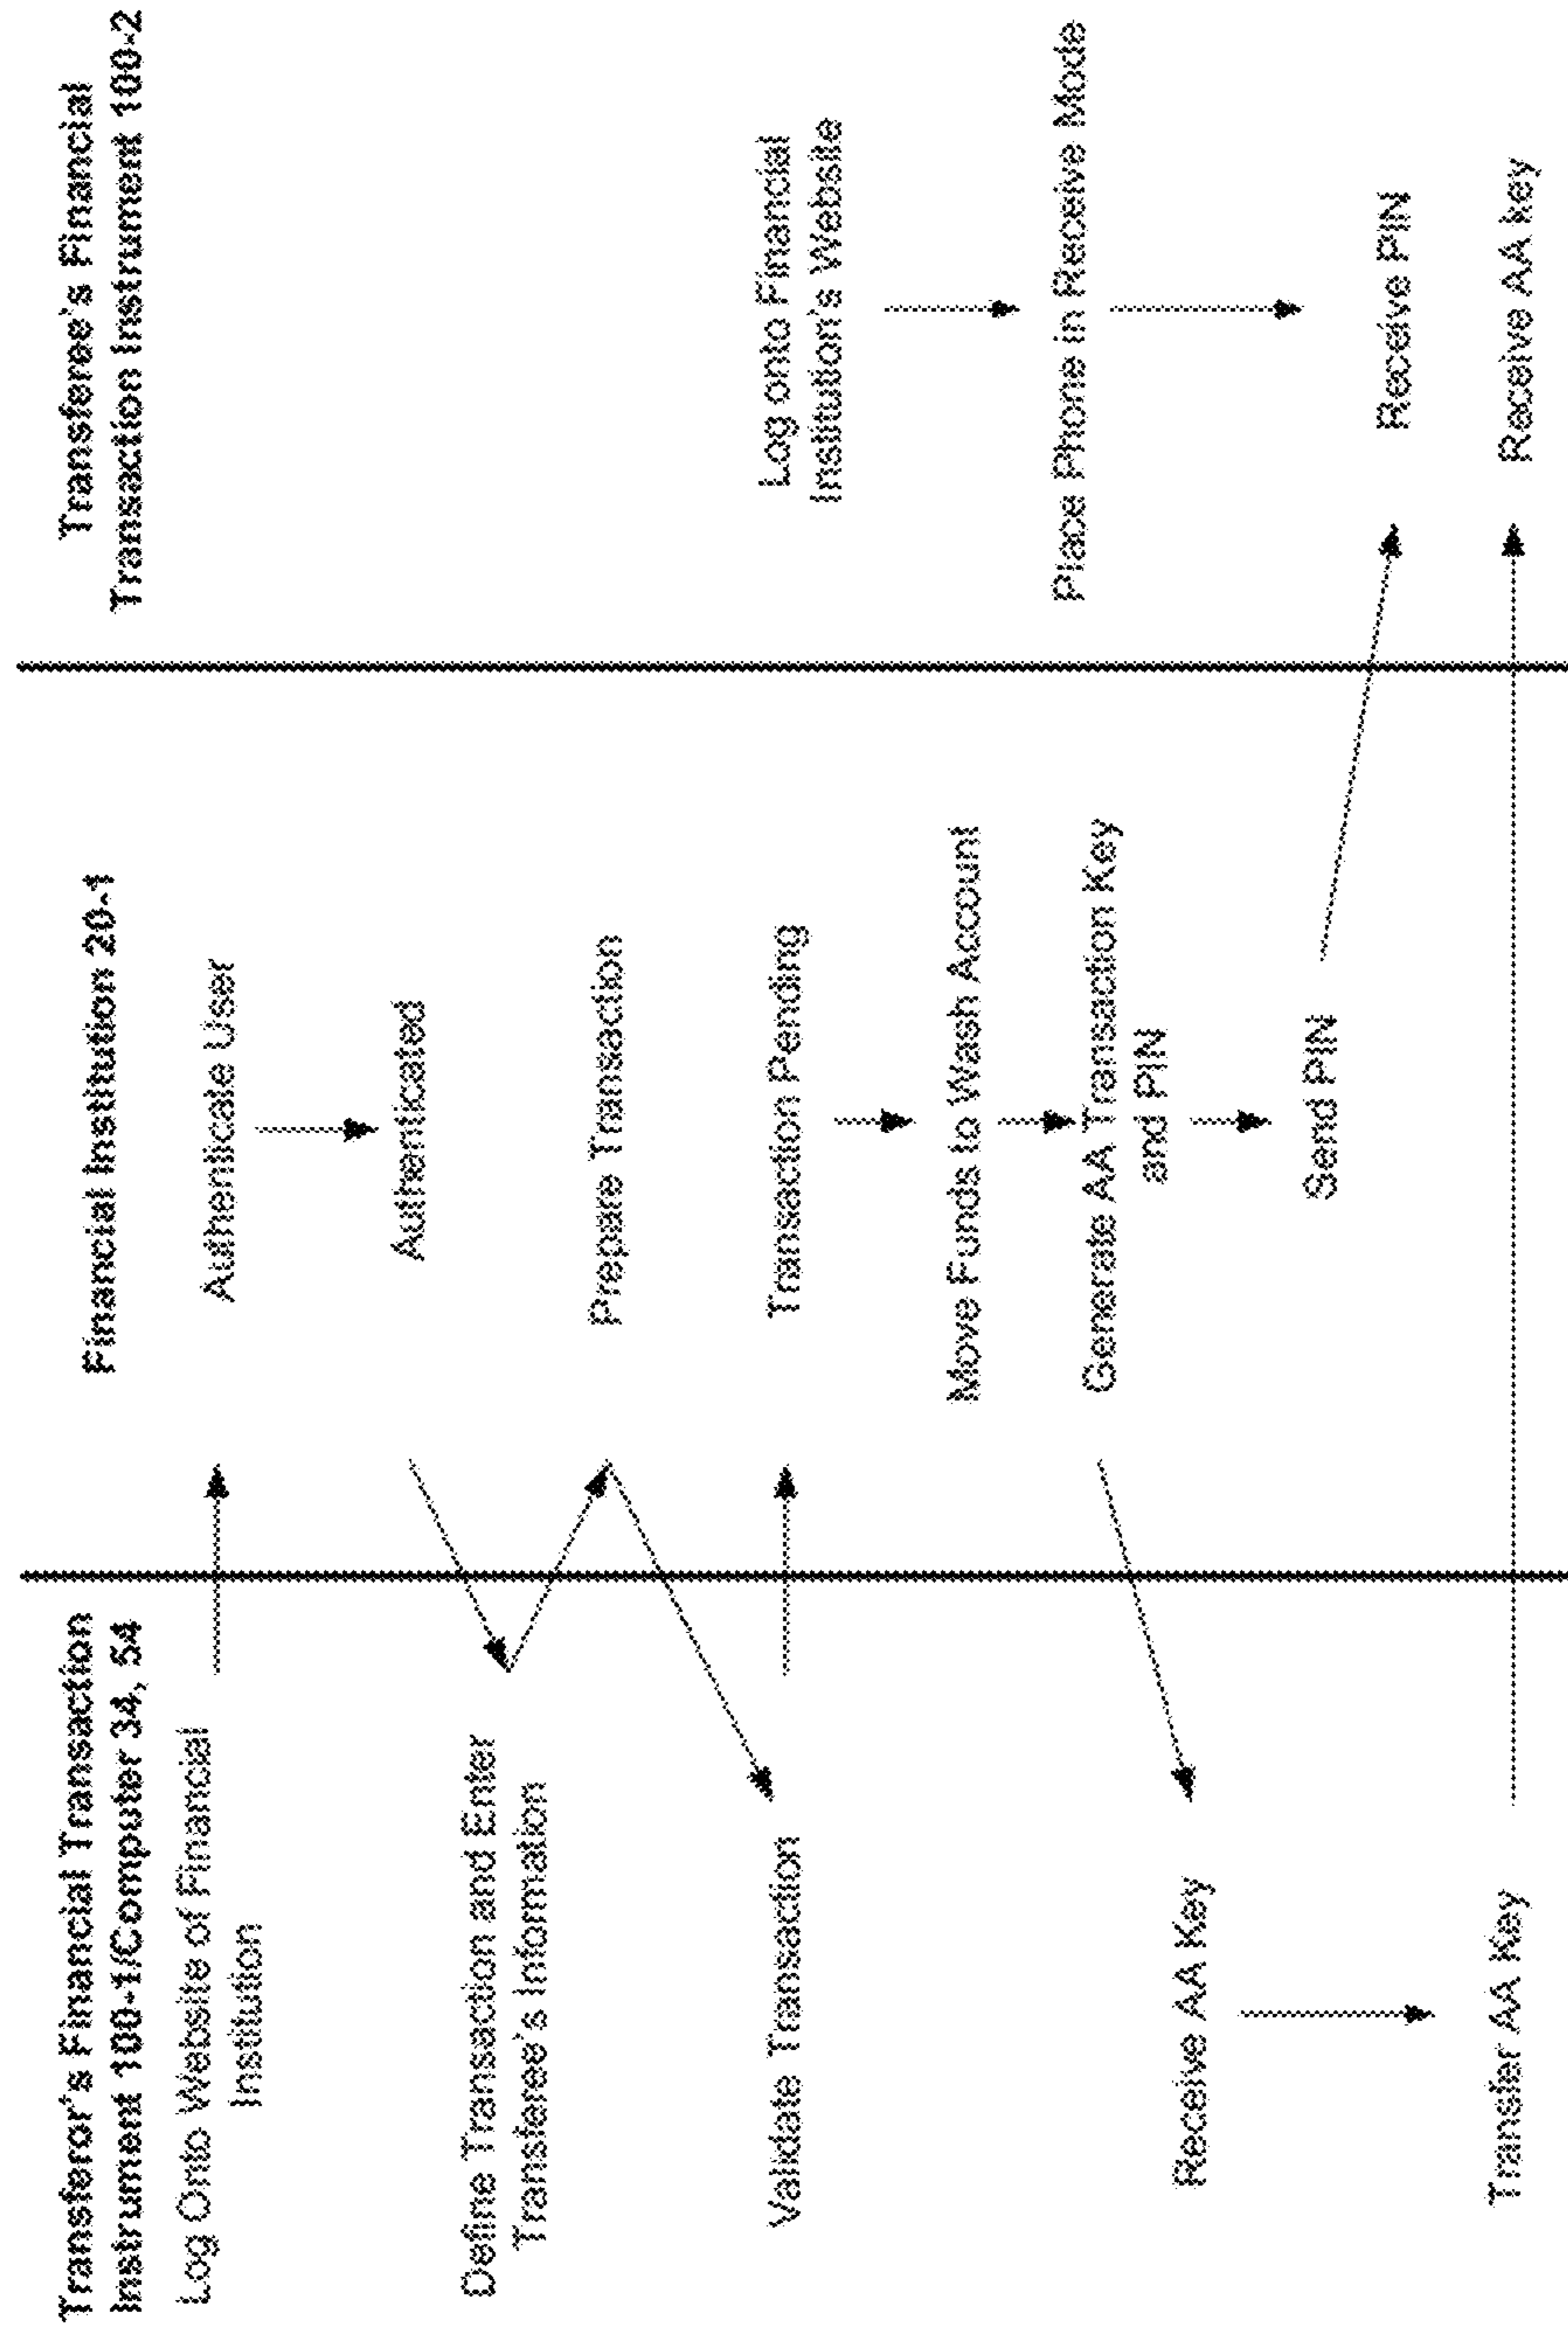 Transferor's Financial Transaction
Instrument 100-1/Computer 34, 54
Log Onto Website of Financial
Institution
Define Transaction and Enter
Transferee's Information
Validate Transaction
Receive AA Key
Transfer AA Key
Financial Institution 20-1
Authenticate User
Authenticated
Prepare Transaction
Transaction Pending
Move Funds to Wash Account
Generate AA Transaction Key
and PIN
Send PIN
Transferee's Financial
Transaction Instrument 100-2
Log onto Financial
Institution's Website
Place Phone in Receive Mode
Receive PIN
Receive AA key